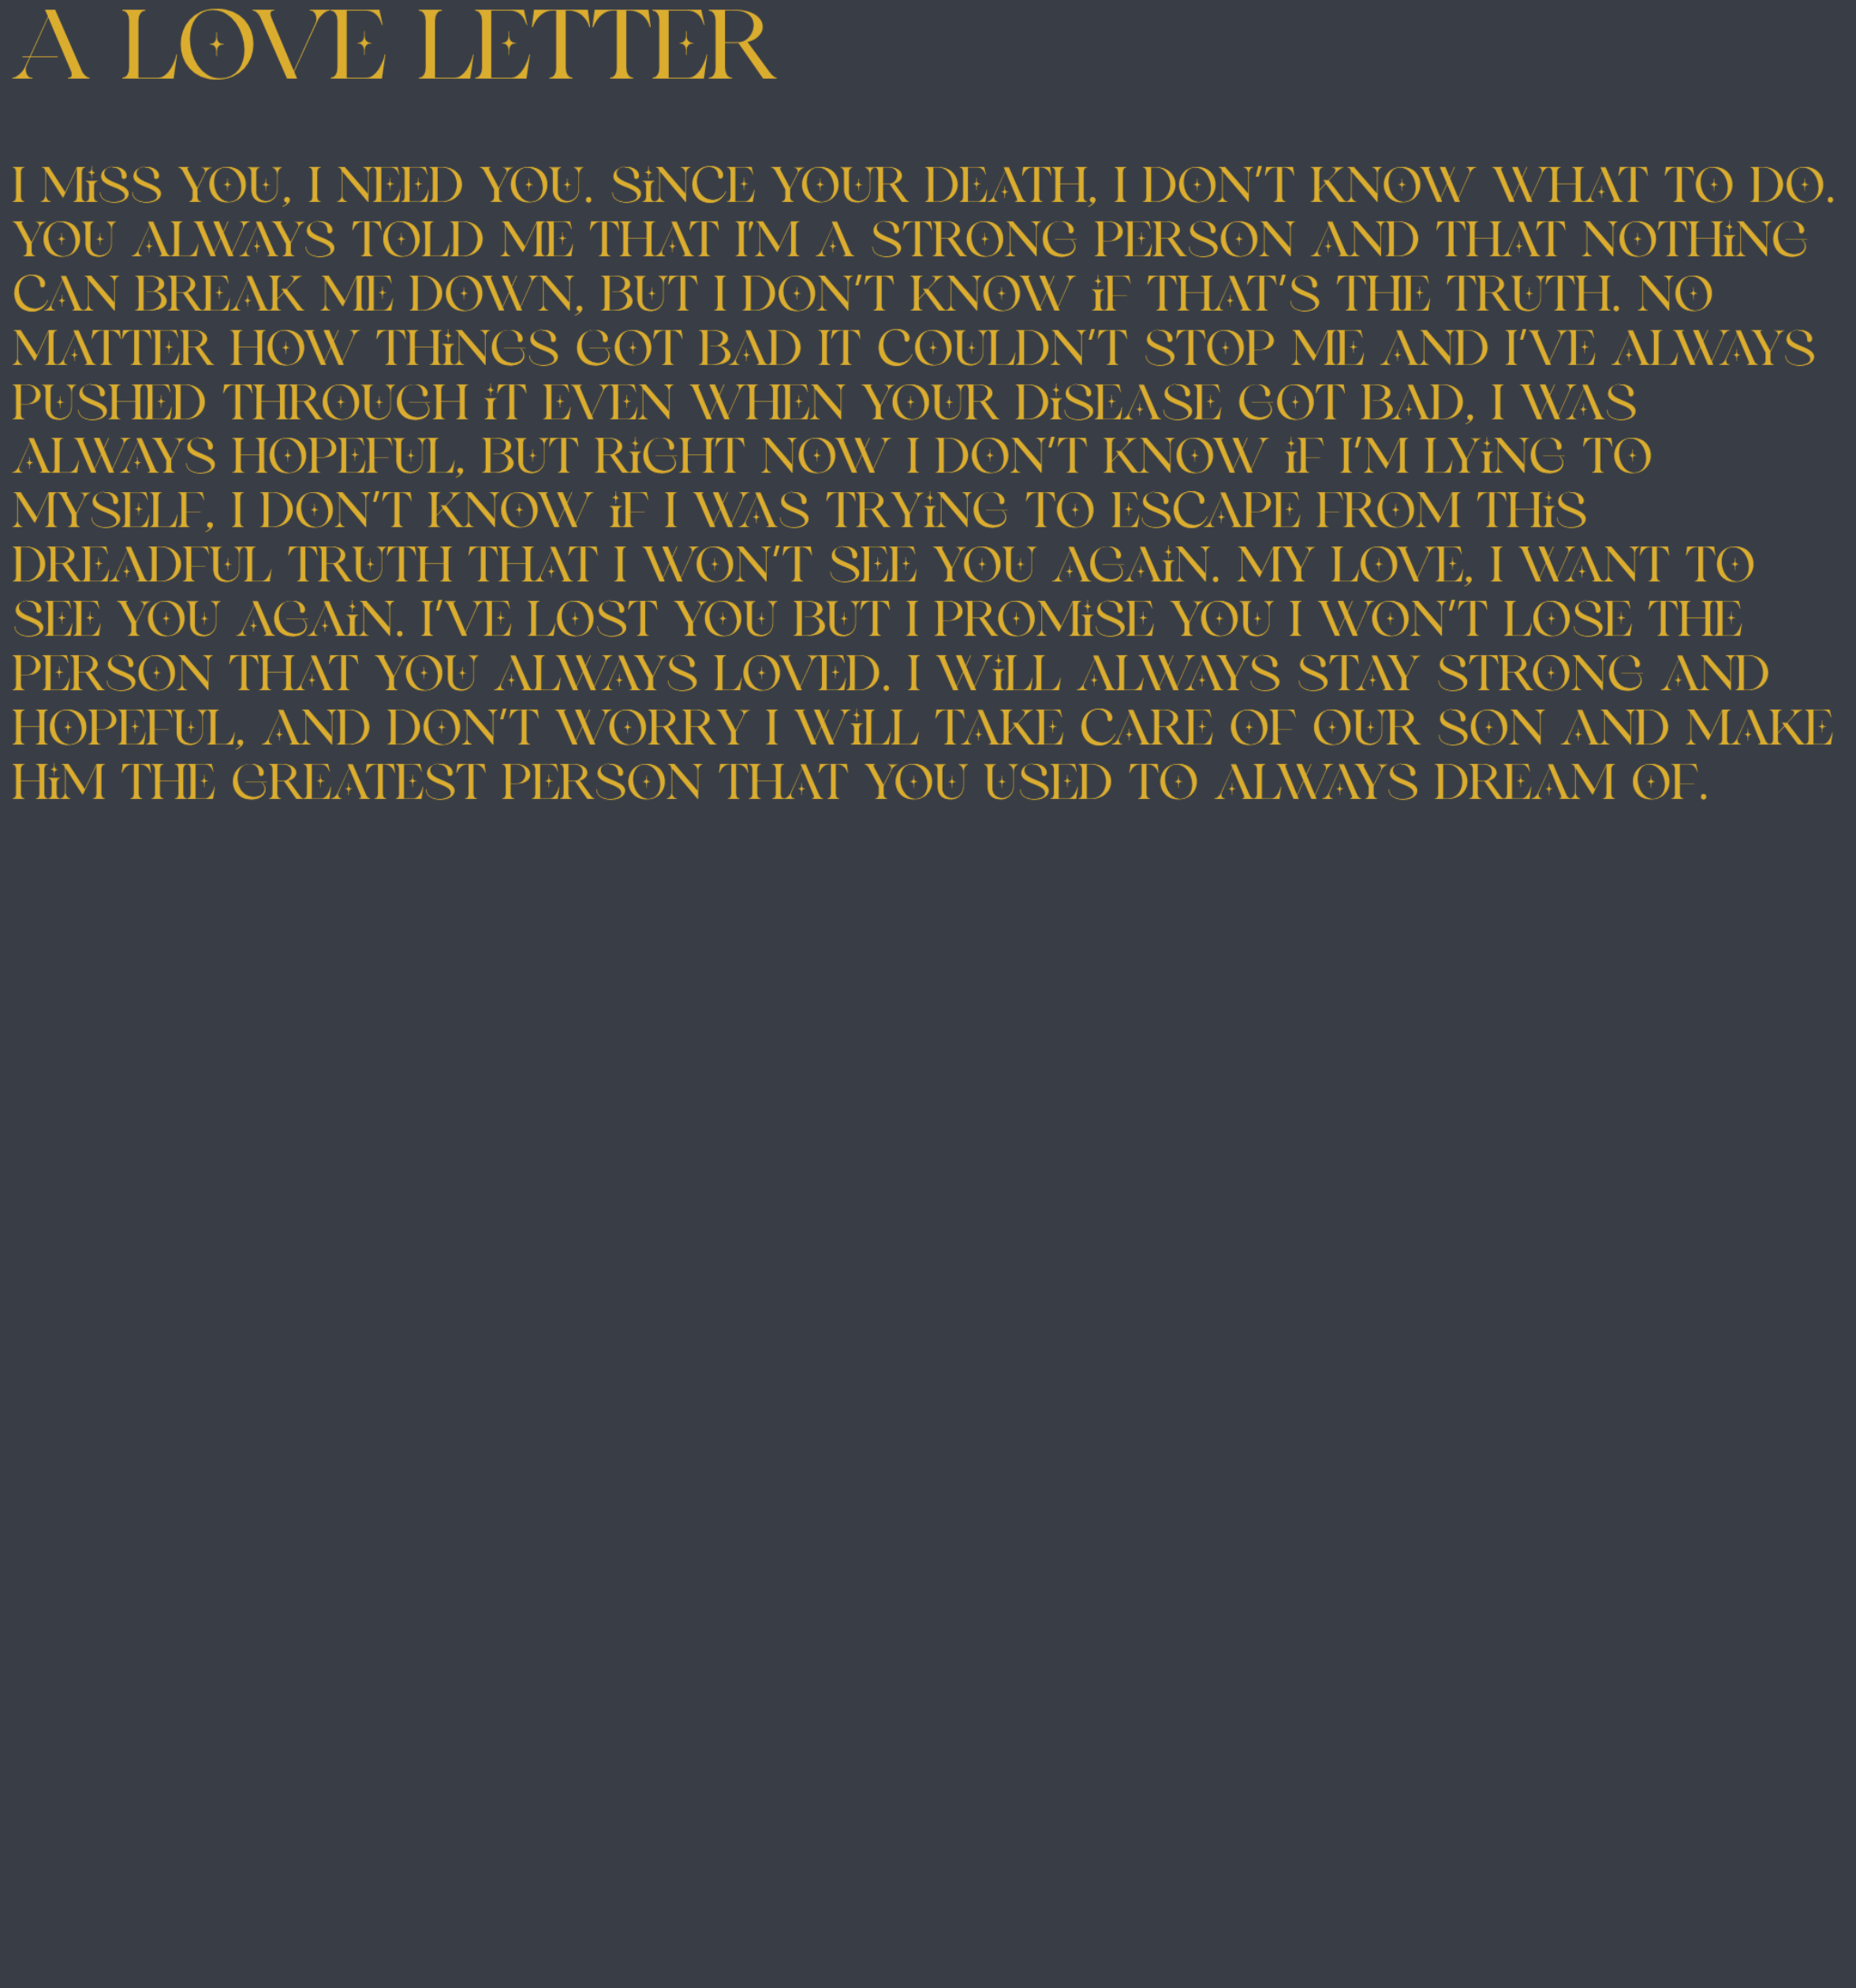 A LOVE LETTER
I MiSS YOU, I NEED YOU. SiNCE YOUR DEATH, I DON'T KNOW WHAT TO DO.
YOU ALWAYS TOLD ME THAT I'M A STRONG PERSON AND THAT NOTHiNG
CAN BREAK ME DOWN, BUT I DON'T KNOW iF THAT'S THE TRUTH. NO
MATTER HOW THiNGS GOT BAD IT COULDN'T STOP ME AND I'VE ALWAYS
PUSHED THROUGH iT EVEN WHEN YOUR DiSEASE GOT BAD, I WAS
ALWAYS HOPEFUL, BUT RiGHT NOW I DON'T KNOW iF I'M LYiNG TO
MYSELF, I DON'T KNOW iF I WAS TRYiNG TO ESCAPE FROM THiS
DREADFUL TRUTH THAT I WON'T SEE YOU AGAiN. MY LOVE, I WANT TO
SEE YOU AGAiN. I'VE LOST YOU BUT I PROMiSE YOU I WON'T LOSE THE
PERSON THAT YOU ALWAYS LOVED. I WiLL ALWAYS STAY STRONG AND
HOPEFUL, AND DON'T WORRY I WiLL TAKE CARE OF OUR SON AND MAKE
HiM THE GREATEST PERSON THAT YOU USED TO ALWAYS DREAM OF.